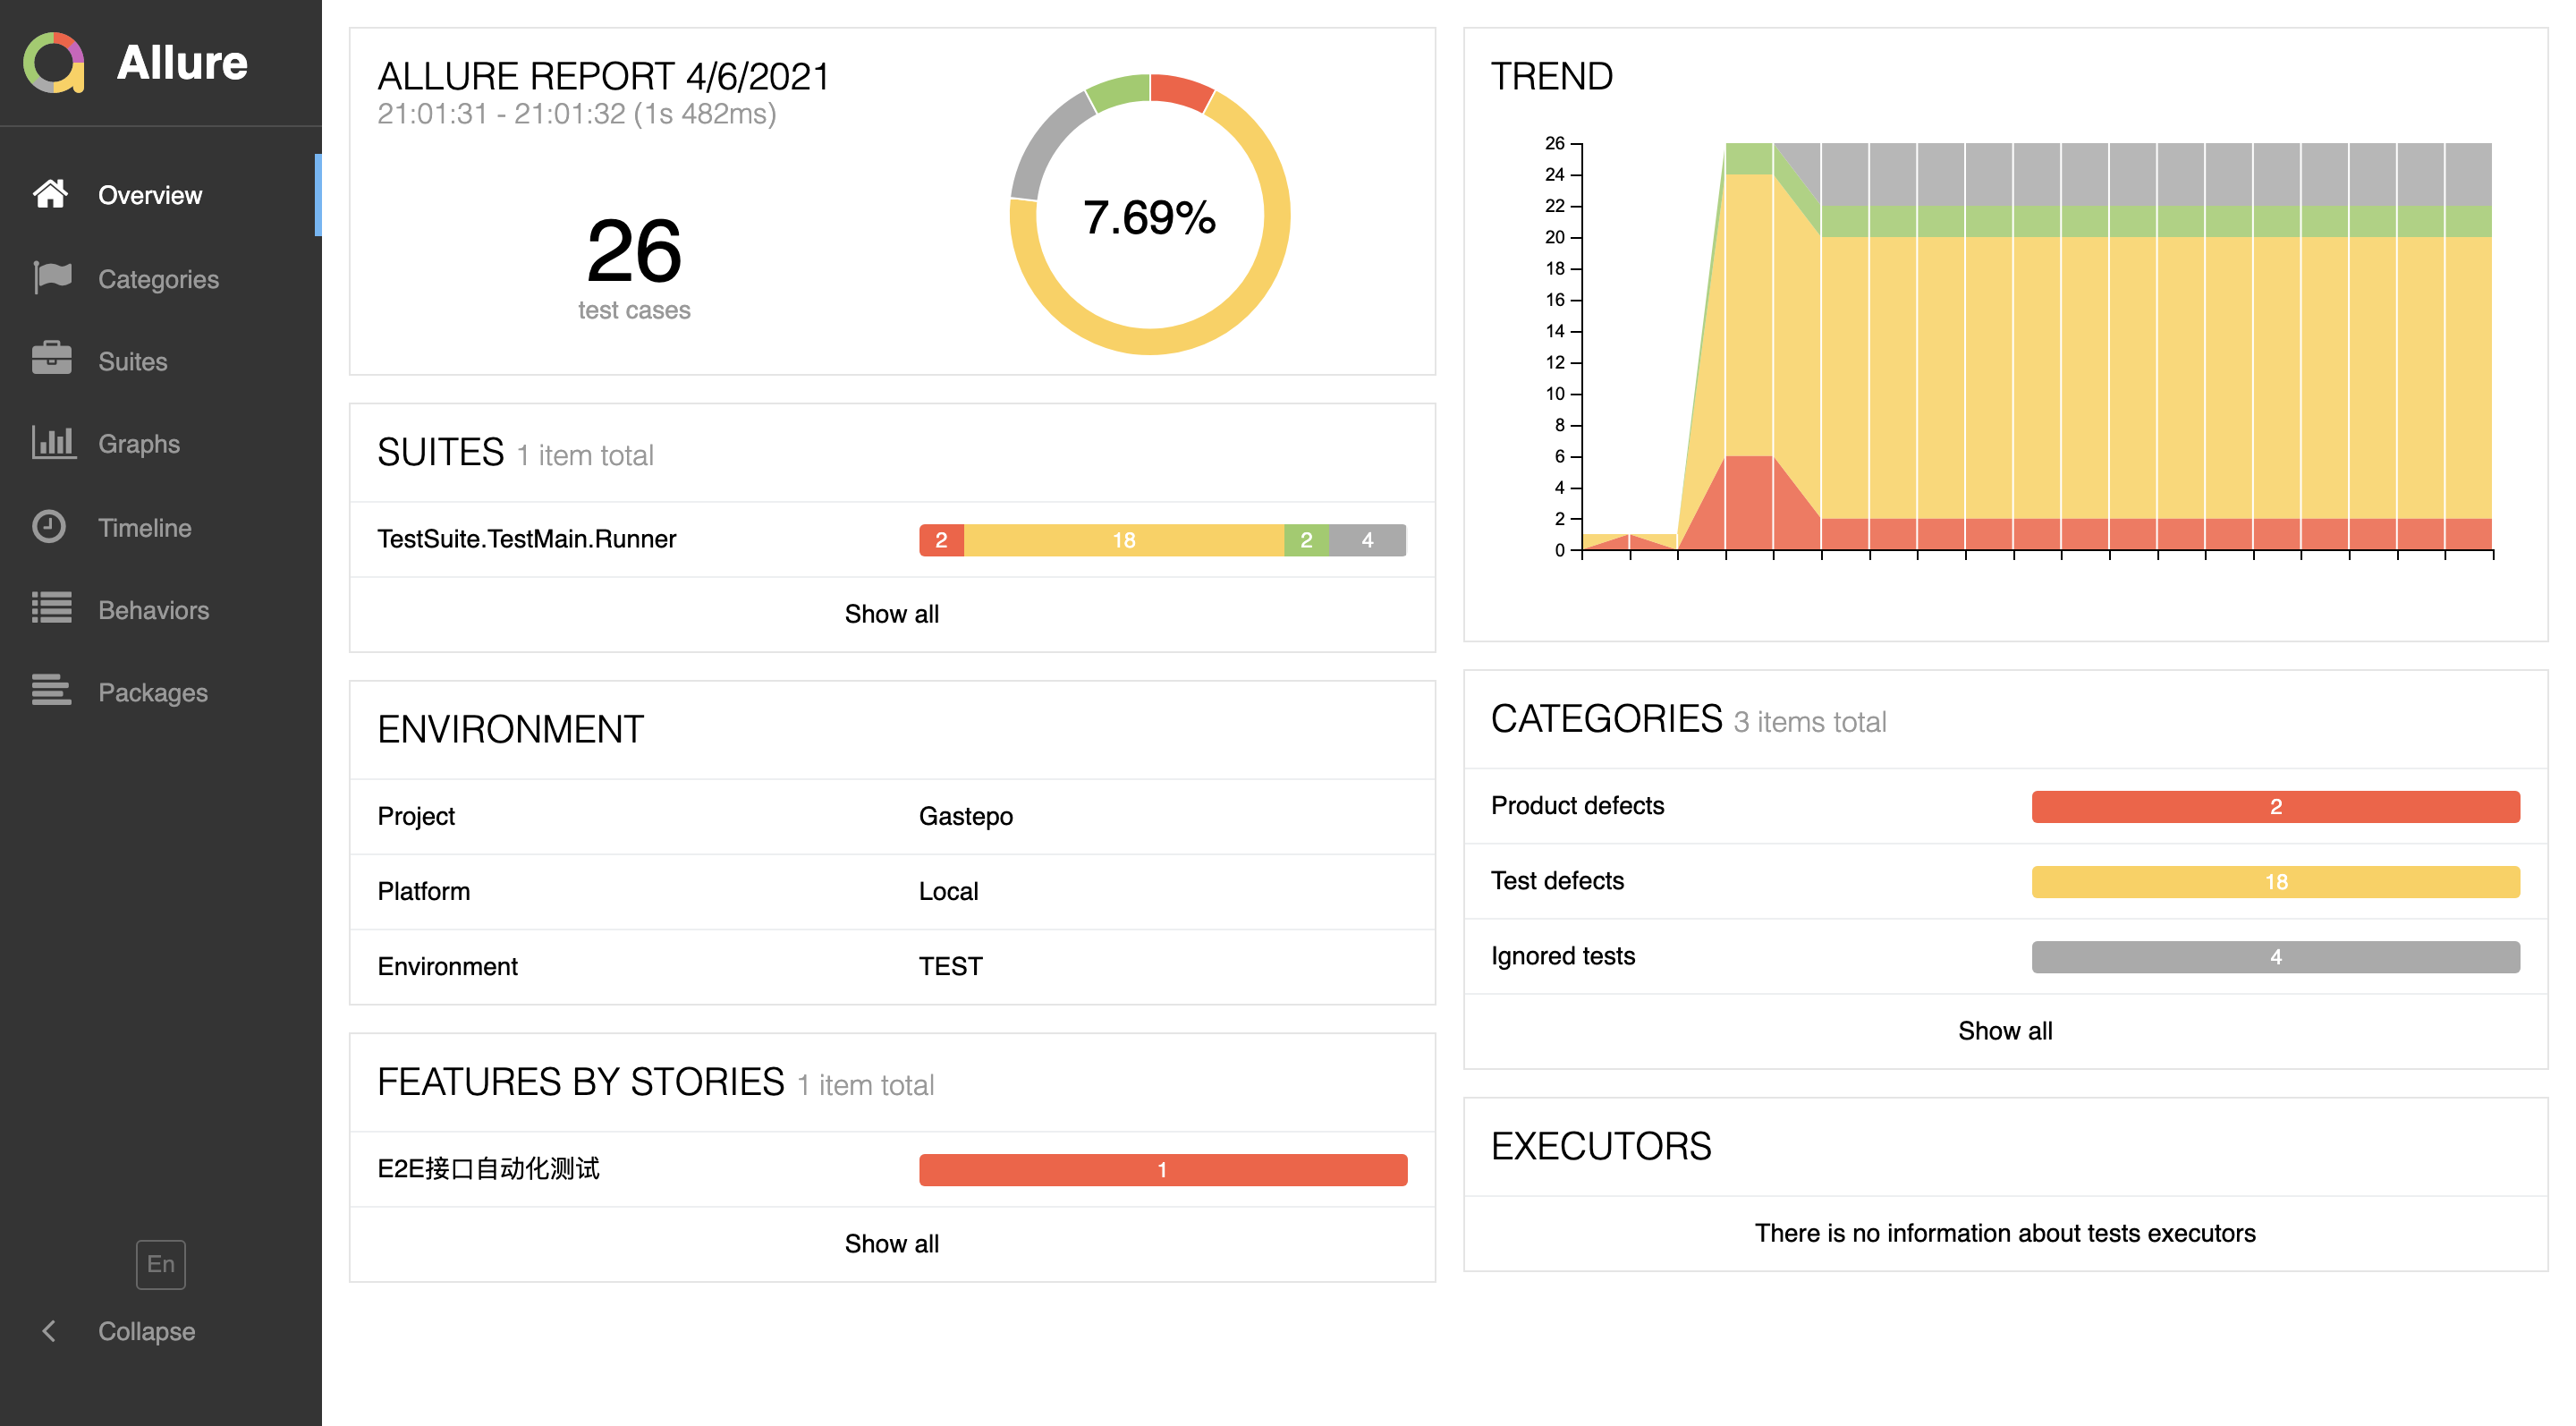 Allure
Overview
Categories
Suites
Graphs
Timeline
Behaviors
Packages
En
Collapse
ALLURE REPORT 4/6/2021
21:01:31 - 21:01:32 (1s 482ms)
26
test cases
7.69%
SUITES 1 item total
TestSuite.TestMain.Runner 2 18 2 4
Show all
ENVIRONMENT
Project Gastepo
Platform Local
Environment TEST
FEATURES BY STORIES 1 item total
E2E接口自动化测试 1
Show all
TREND
26
24
22
20
18
16
14
12
10
8
6
4
2
0
CATEGORIES 3 items total
Product defects 2
Test defects 18
Ignored tests 4
Show all
EXECUTORS
There is no information about tests executors